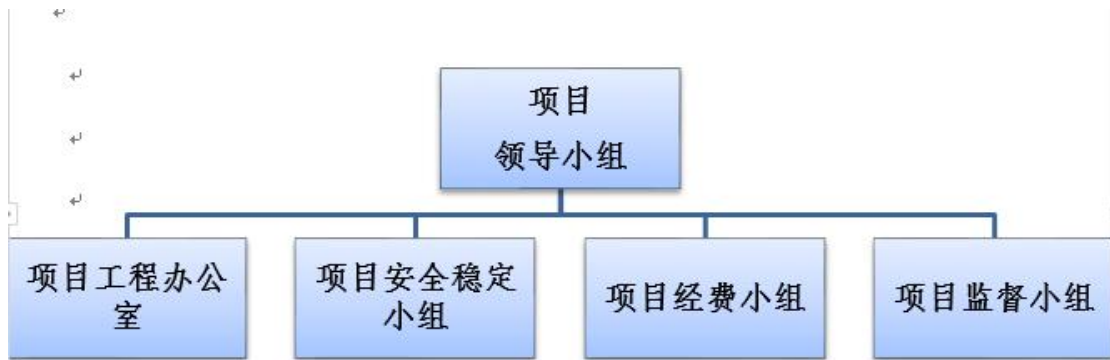 项目
领导小组
项目工程办公
室
项目安全稳定
小组
项目经费小组
项目监督小组